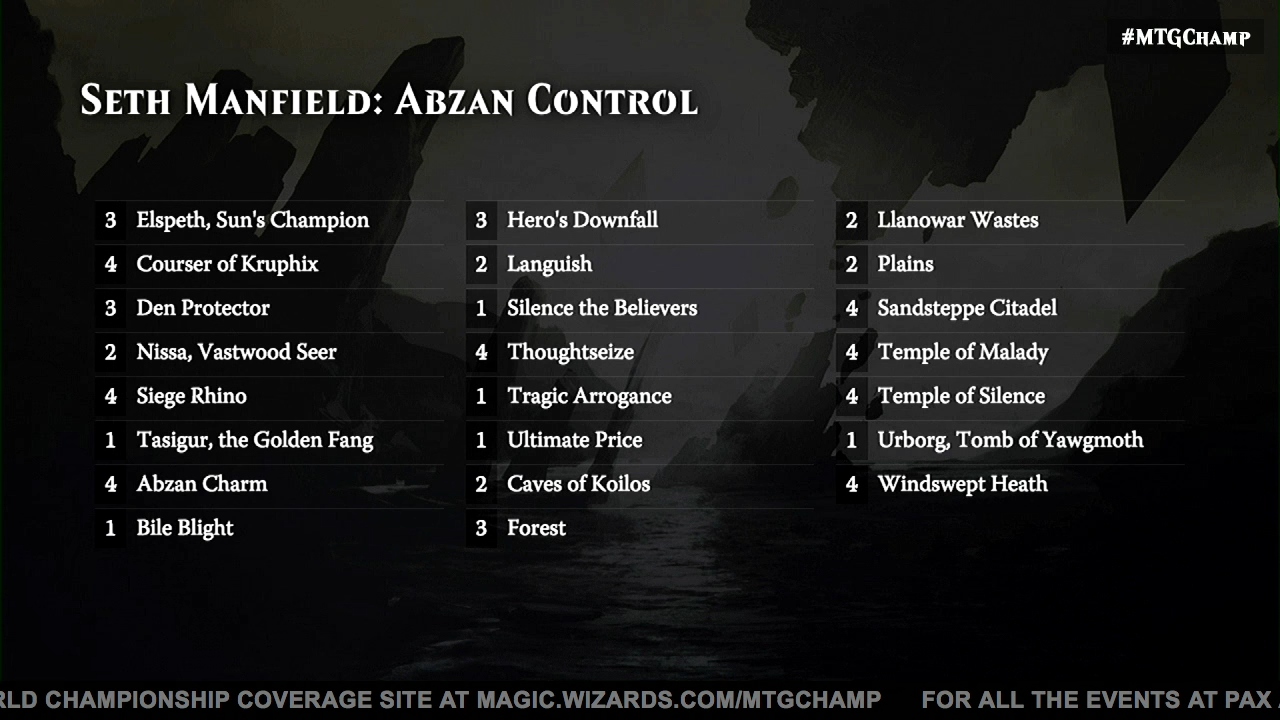 #MTGChamp
Seth Manfield: Abzan Control
3 Elspeth, Sun's Champion
4 Courser of Kruphix
3 Den Protector
2 Nissa, Vastwood Seer
4 Siege Rhino
1 Tasigur, the Golden Fang
4 Abzan Charm
1 Bile Blight
3 Hero's Downfall
2 Languish
1 Silence the Believers
4 Thoughtseize
1 Tragic Arrogance
1 Ultimate Price
2 Caves of Koilos
3 Forest
2 Llanowar Wastes
2 Plains
4 Sandsteppe Citadel
4 Temple of Malady
4 Temple of Silence
1 Urborg, Tomb of Yawgmoth
4 Windswept Heath
RLD CHAMPIONSHIP COVERAGE SITE AT MAGIC.WIZARDS.COM/MTGCHAMP FOR ALL THE EVENTS AT PAX